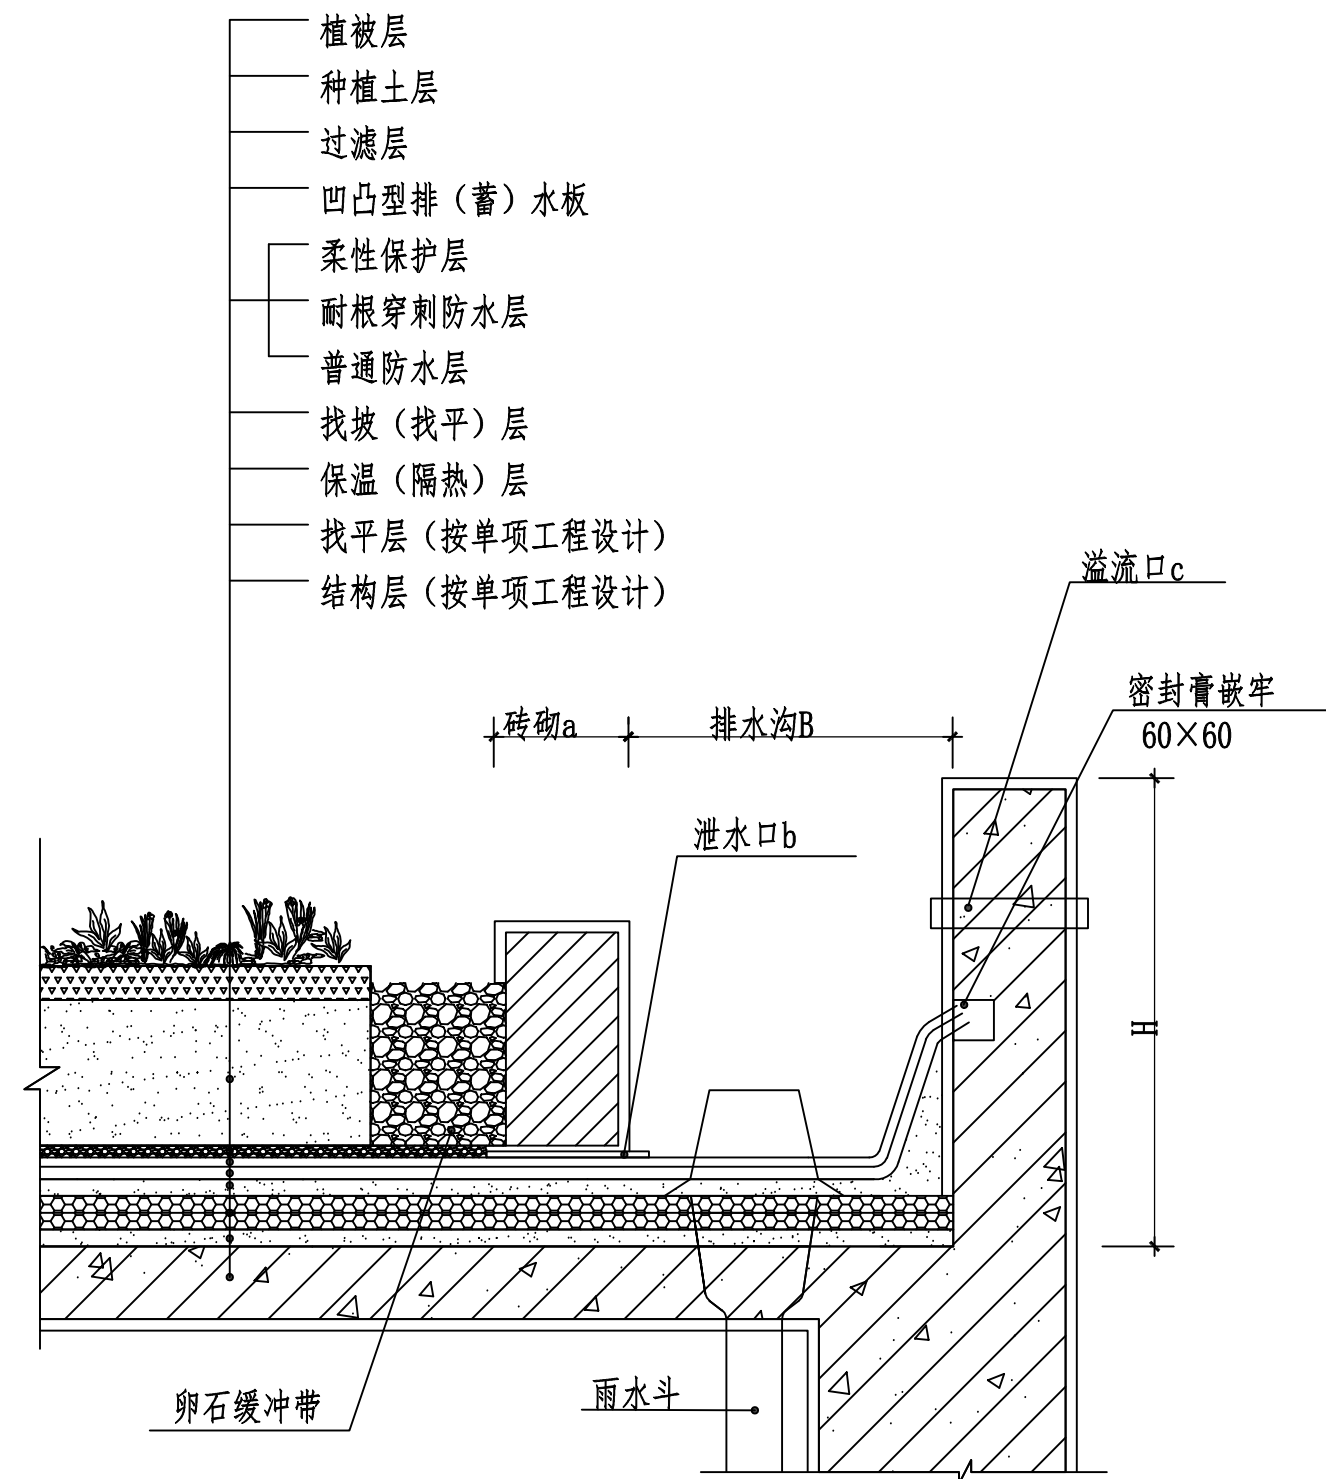 植被层
种植土层
过滤层
凹凸型排（蓄）水板
柔性保护层
耐根穿刺防水层
普通防水层
找坡（找平）层
保温（隔热）层
找平层（按单项工程设计）
结构层（按单项工程设计）
溢流口c
密封膏嵌牢
60×60
砖砌a
排水沟B
泄水口b
H
卵石缓冲带
雨水斗